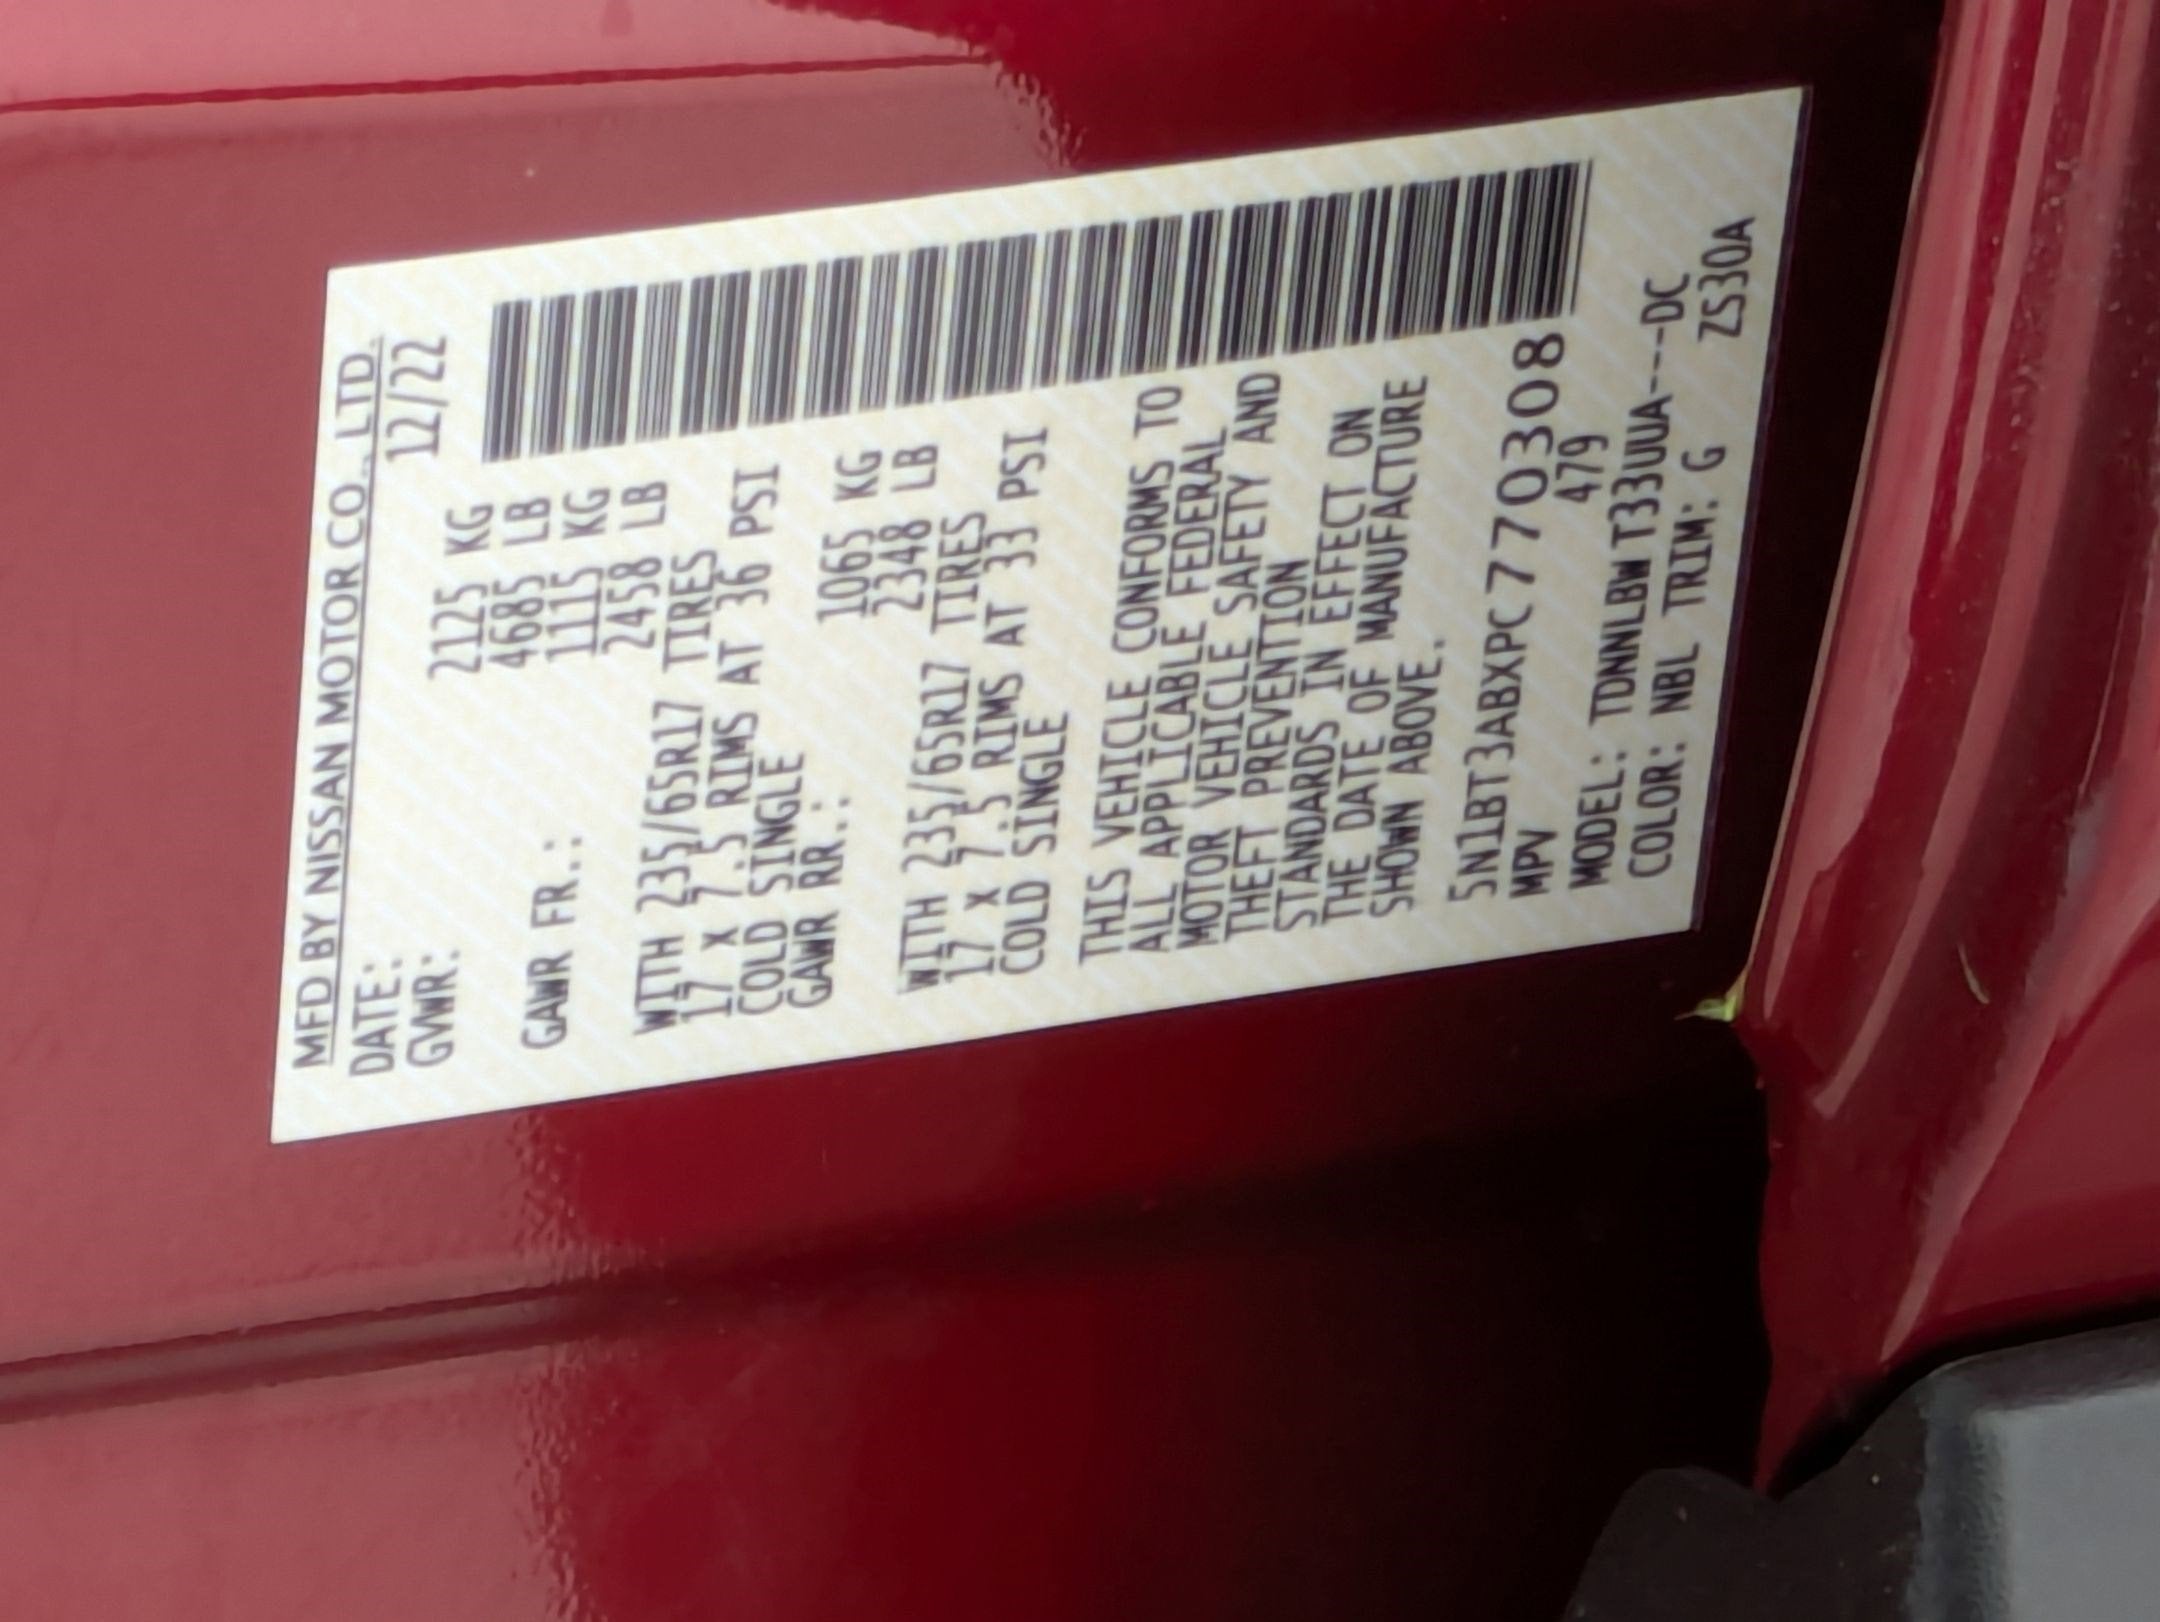 MFD BY NISSAN MOTOR CO., LTD.
DATE: 12/22
GVWR: 2125 KG
4685 LB
GAWR FR.: 1115 KG
2458 LB
WITH 235/65R17 TIRES
17 X 7.5 RIMS AT 36 PSI
COLD SINGLE
GAWR RR.: 1065 KG
2348 LB
WITH 235/65R17 TIRES
17 X 7.5 RIMS AT 33 PSI
COLD SINGLE
THIS VEHICLE CONFORMS TO
ALL APPLICABLE FEDERAL
MOTOR VEHICLE SAFETY AND
THEFT PREVENTION
STANDARDS IN EFFECT ON
THE DATE OF MANUFACTURE
SHOWN ABOVE.
5N1BT3ABXPC770308
MPV 479
MODEL: TDNNLBW T33UUA---DC
COLOR: NBL TRIM: G ZS30A